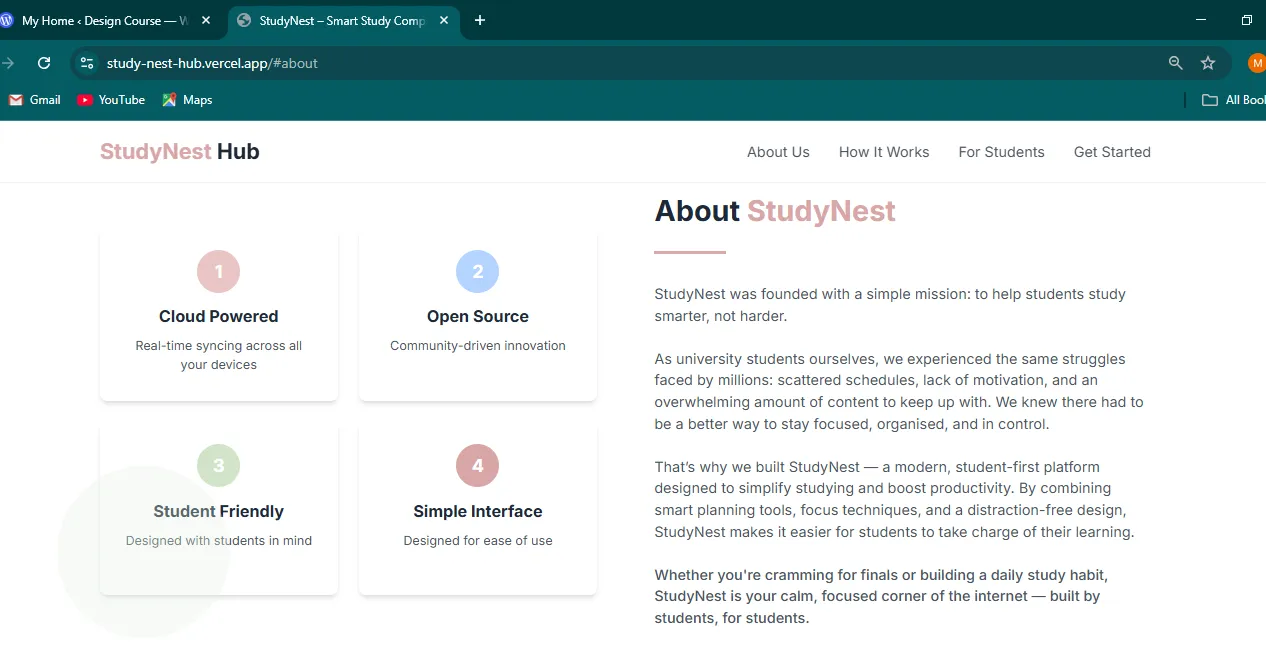 My Home ‹ Design Course — W
StudyNest – Smart Study Comp
study-nest-hub.vercel.app/#about
M
Gmail
YouTube
Maps
All Bool
StudyNest Hub
About Us
How It Works
For Students
Get Started
1
Cloud Powered
Real-time syncing across all
your devices
2
Open Source
Community-driven innovation
3
Student Friendly
Designed with students in mind
4
Simple Interface
Designed for ease of use
About StudyNest
StudyNest was founded with a simple mission: to help students study
smarter, not harder.
As university students ourselves, we experienced the same struggles
faced by millions: scattered schedules, lack of motivation, and an
overwhelming amount of content to keep up with. We knew there had to
be a better way to stay focused, organised, and in control.
That’s why we built StudyNest — a modern, student-first platform
designed to simplify studying and boost productivity. By combining
smart planning tools, focus techniques, and a distraction-free design,
StudyNest makes it easier for students to take charge of their learning.
Whether you're cramming for finals or building a daily study habit,
StudyNest is your calm, focused corner of the internet — built by
students, for students.